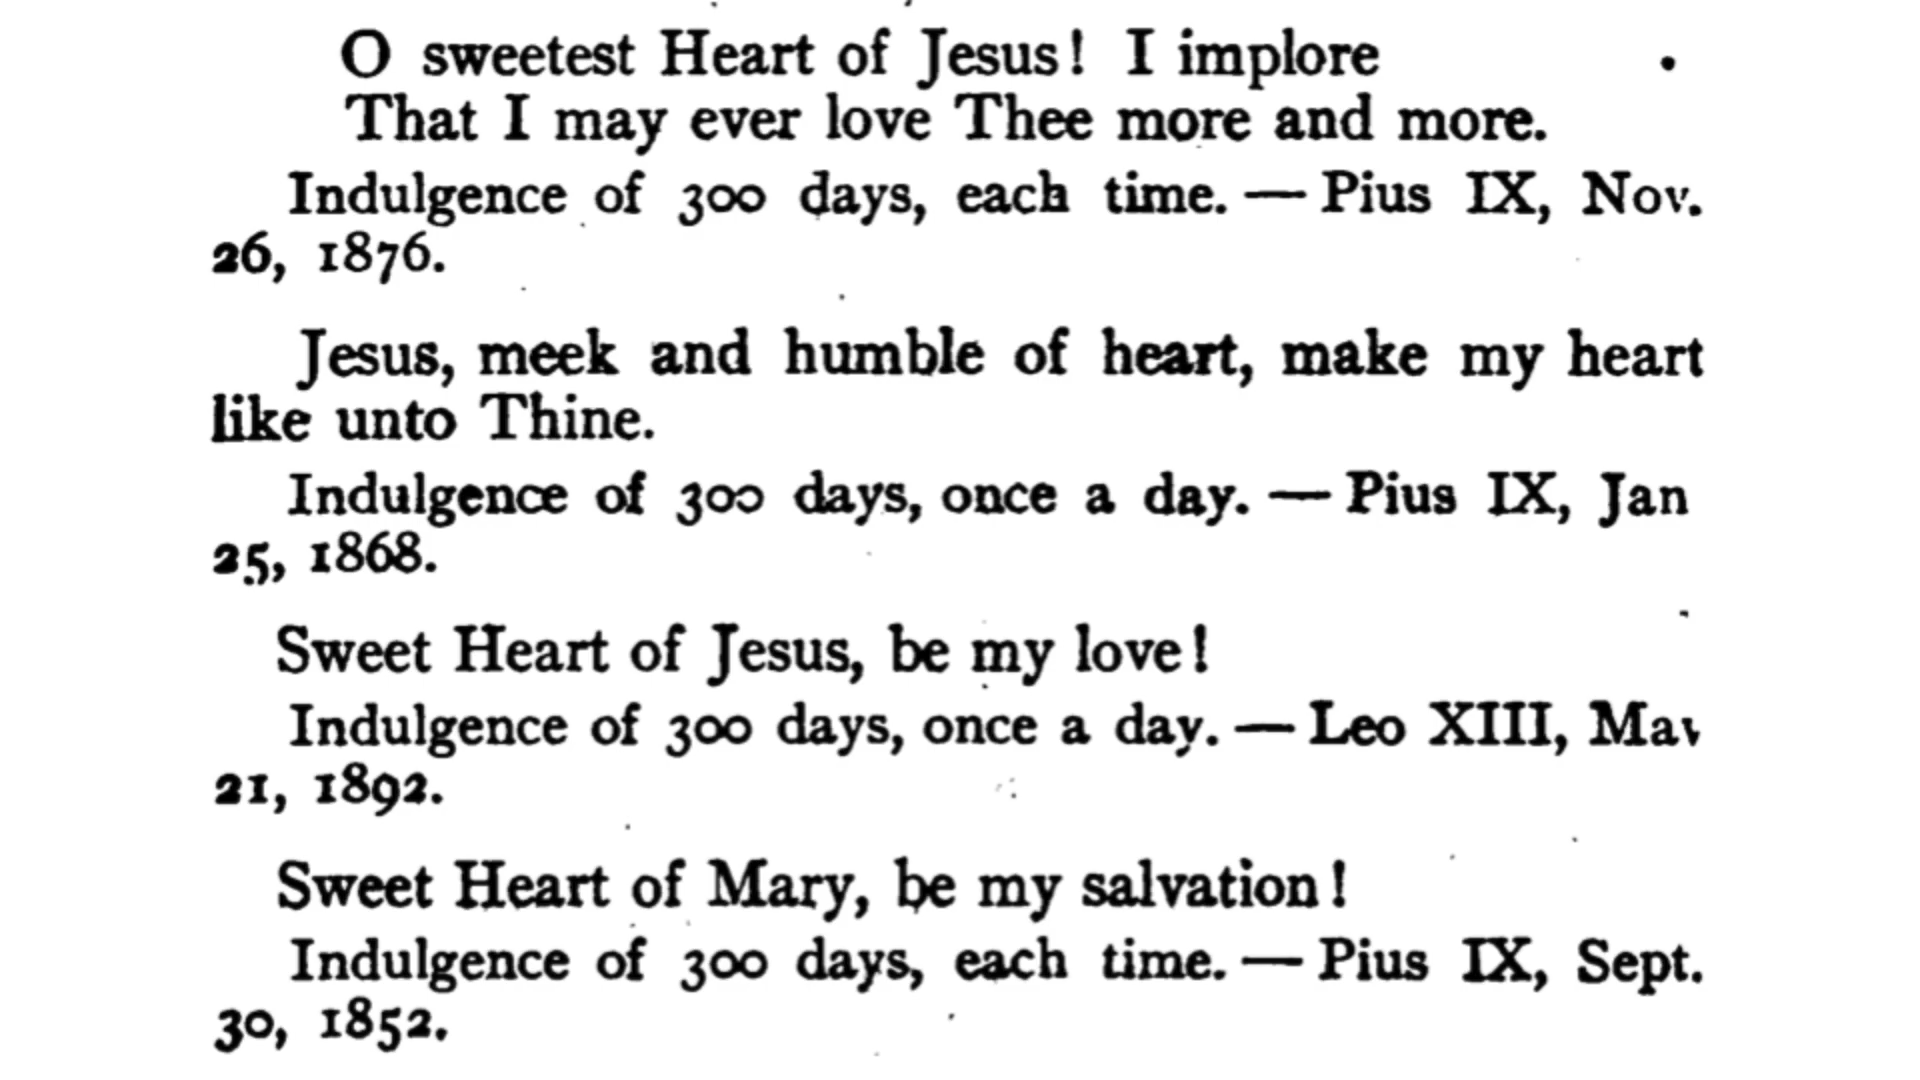 O sweetest Heart of Jesus! I implore
That I may ever love Thee more and more.
Indulgence of 300 days, each time. — Pius IX, Nov.
26, 1876.
Jesus, meek and humble of heart, make my heart
like unto Thine.
Indulgence of 300 days, once a day. — Pius IX, Jan
25, 1868.
Sweet Heart of Jesus, be my love!
Indulgence of 300 days, once a day. — Leo XIII, May
21, 1892.
Sweet Heart of Mary, be my salvation!
Indulgence of 300 days, each time. — Pius IX, Sept.
30, 1852.